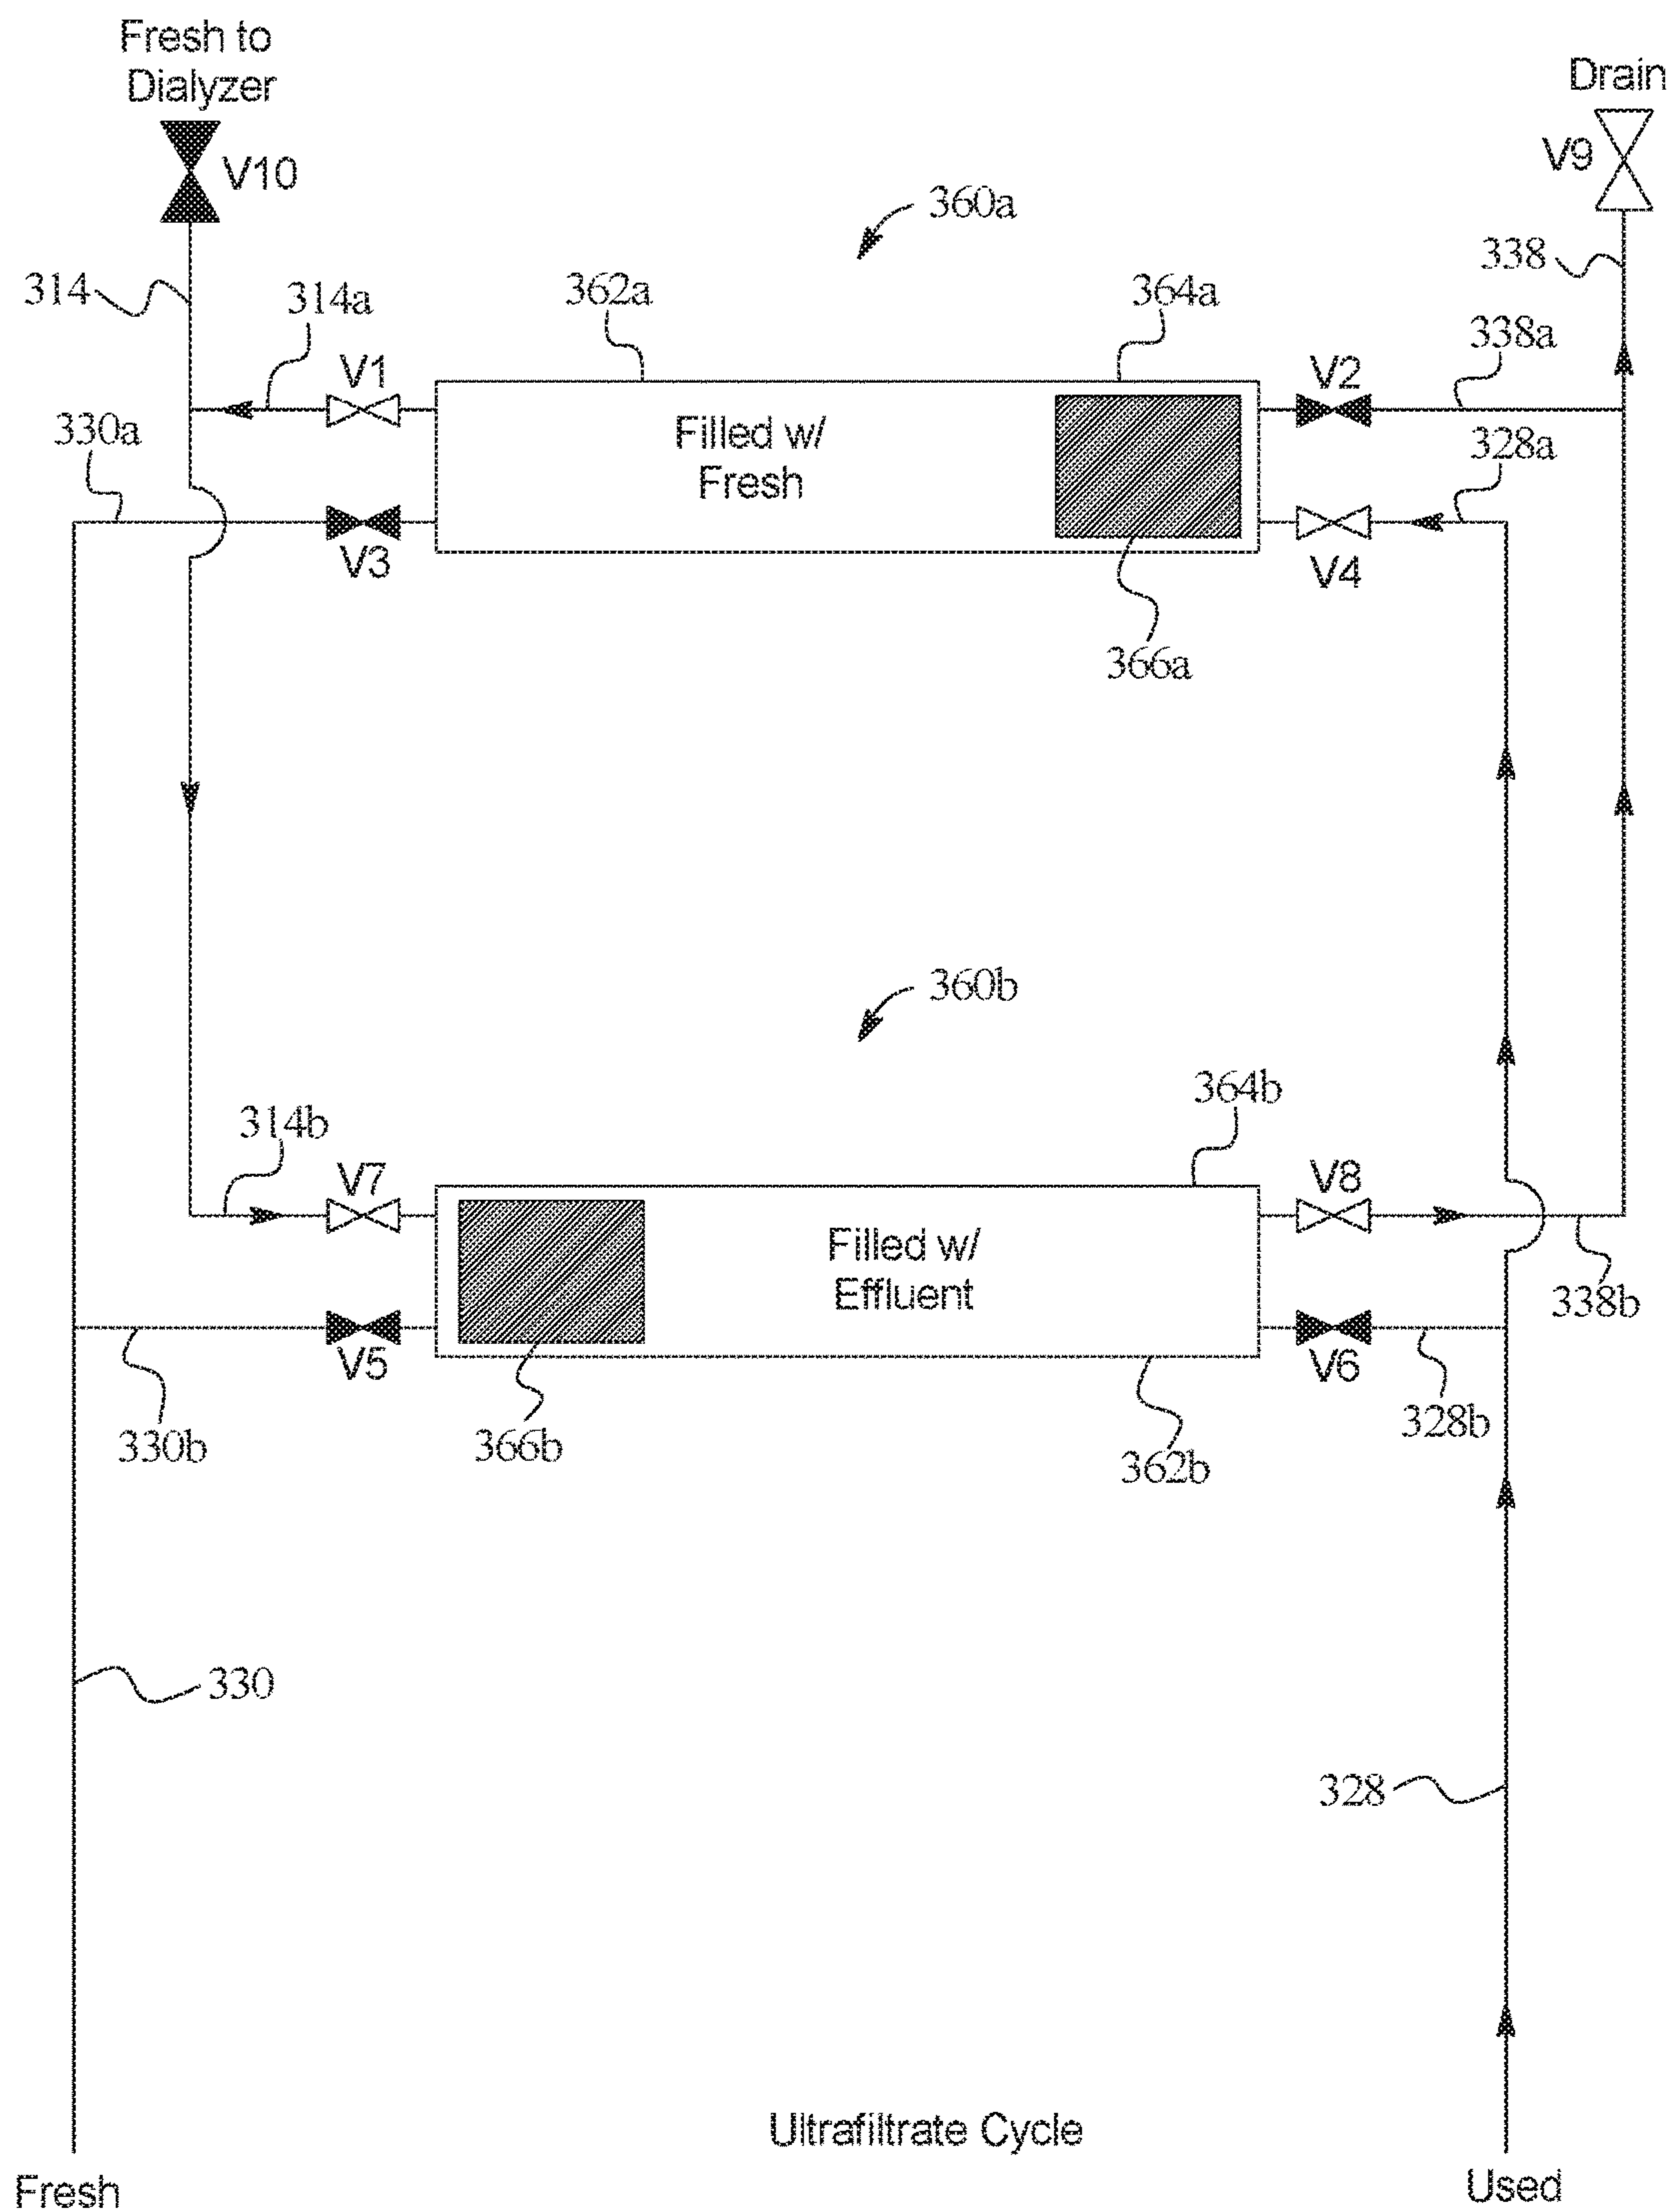 Fresh to
Dialyzer
Drain
V10
V9
360a
338
314
314a
362a
364a
338a
V1
V2
330a
Filled w/
Fresh
328a
V3
V4
366a
360b
364b
314b
V7
V8
Filled w/
Effluent
338b
V5
V6
330b
366b
328b
362b
330
328
Ultrafiltrate Cycle
Fresh
Used